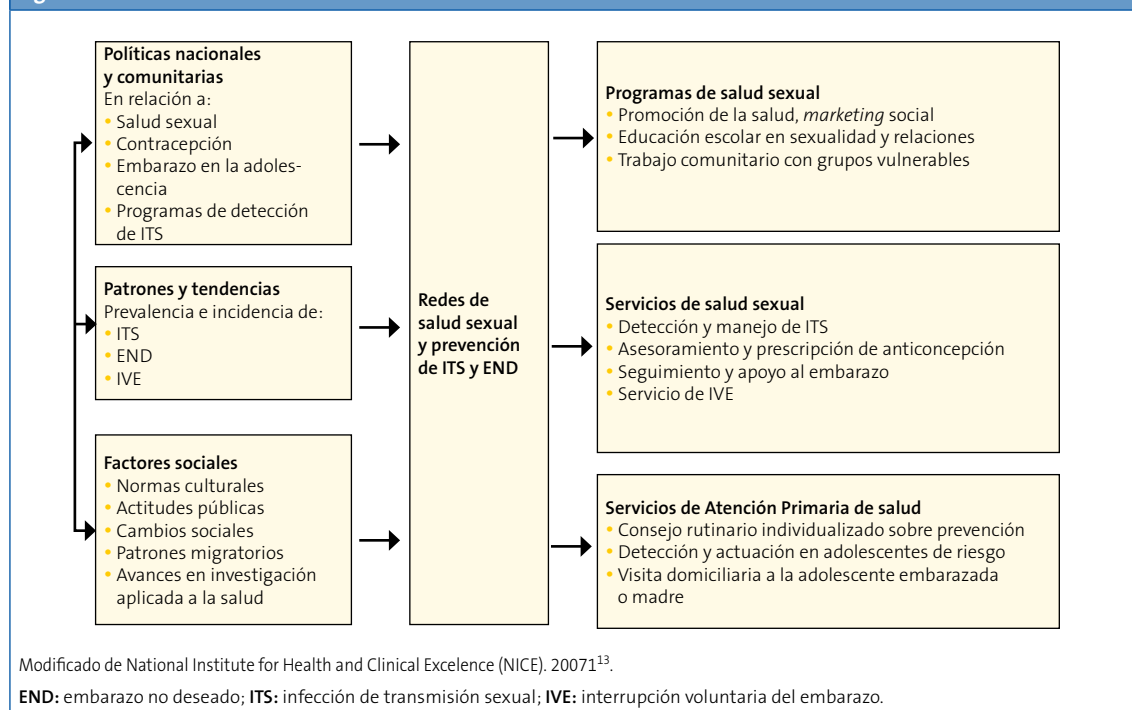 Políticas nacionales
y comunitarias
En relación a:
• Salud sexual
• Contracepción
• Embarazo en la adoles-
cencia
• Programas de detección
de ITS
Patrones y tendencias
Prevalencia e incidencia de:
• ITS
• END
• IVE
Factores sociales
• Normas culturales
• Actitudes públicas
• Cambios sociales
• Patrones migratorios
• Avances en investigación
aplicada a la salud
Redes de
salud sexual
y prevención
de ITS y END
Programas de salud sexual
• Promoción de la salud, marketing social
• Educación escolar en sexualidad y relaciones
• Trabajo comunitario con grupos vulnerables
Servicios de salud sexual
• Detección y manejo de ITS
• Asesoramiento y prescripción de anticoncepción
• Seguimiento y apoyo al embarazo
• Servicio de IVE
Servicios de Atención Primaria de salud
• Consejo rutinario individualizado sobre prevención
• Detección y actuación en adolescentes de riesgo
• Visita domiciliaria a la adolescente embarazada
o madre
Modificado de National Institute for Health and Clinical Excelence (NICE). 20071¹³.
END: embarazo no deseado; ITS: infección de transmisión sexual; IVE: interrupción voluntaria del embarazo.